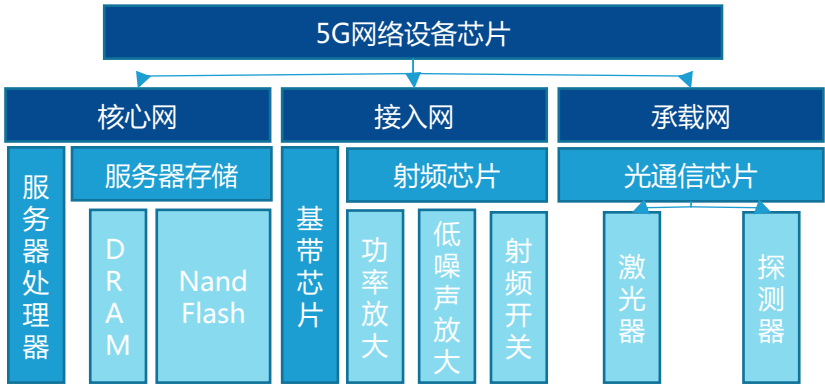 5G网络设备芯片
核心网
接入网
承载网
服务器处理器
服务器存储
DRAM
Nand
Flash
基带芯片
射频芯片
功率放大
低噪声放大
射频开关
光通信芯片
激光器
探测器